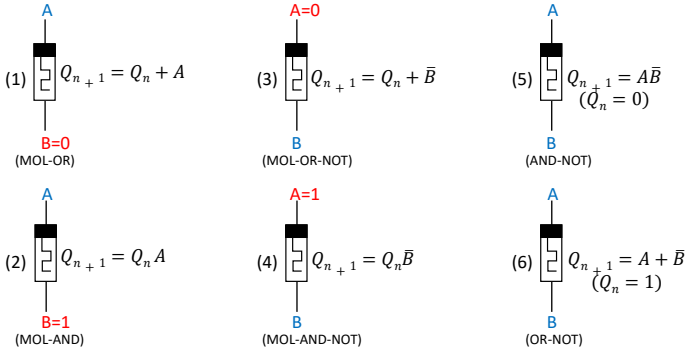 A
(1) Qₙ ₊ ₁ = Qₙ + A
B=0
(MOL-OR)
A
(2) Qₙ ₊ ₁ = Qₙ A
B=1
(MOL-AND)
A=0
(3) Qₙ ₊ ₁ = Qₙ + B̄
B
(MOL-OR-NOT)
A=1
(4) Qₙ ₊ ₁ = QₙB̄
B
(MOL-AND-NOT)
A
(5) Qₙ ₊ ₁ = AB̄
(Qₙ = 0)
B
(AND-NOT)
A
(6) Qₙ ₊ ₁ = A + B̄
(Qₙ = 1)
B
(OR-NOT)